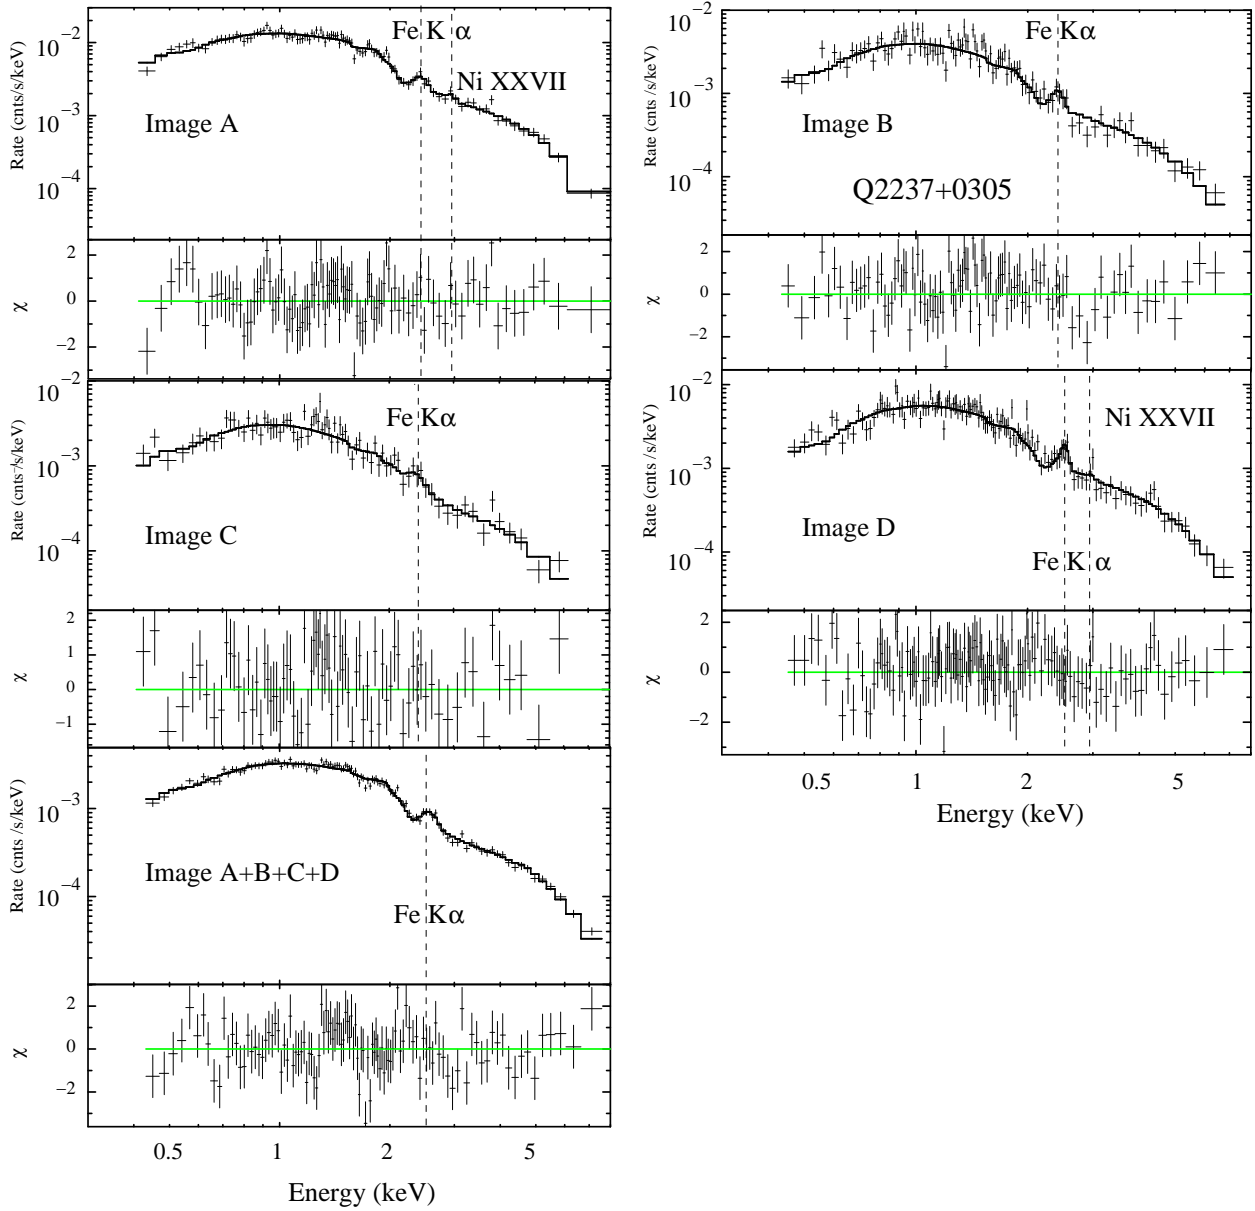 10⁻²
10⁻³
10⁻⁴
Rate (cnts/s/keV)
Fe K α
Ni XXVII
Image A
2
0
−2
χ
10⁻²
10⁻³
10⁻⁴
Rate (cnts /s/keV)
Fe Kα
Image B
Q2237+0305
2
0
−2
χ
10⁻²
10⁻³
10⁻⁴
Rate (cnts /s/keV)
Fe Kα
Image C
2
1
0
−1
χ
10⁻²
10⁻³
10⁻⁴
Rate (cnts /s/keV)
Ni XXVII
Image D
Fe K α
2
0
−2
χ
0.5 1 2 5
Energy (keV)
10⁻³
10⁻⁴
Rate (cnts /s/keV)
Image A+B+C+D
Fe Kα
2
0
−2
χ
0.5 1 2 5
Energy (keV)